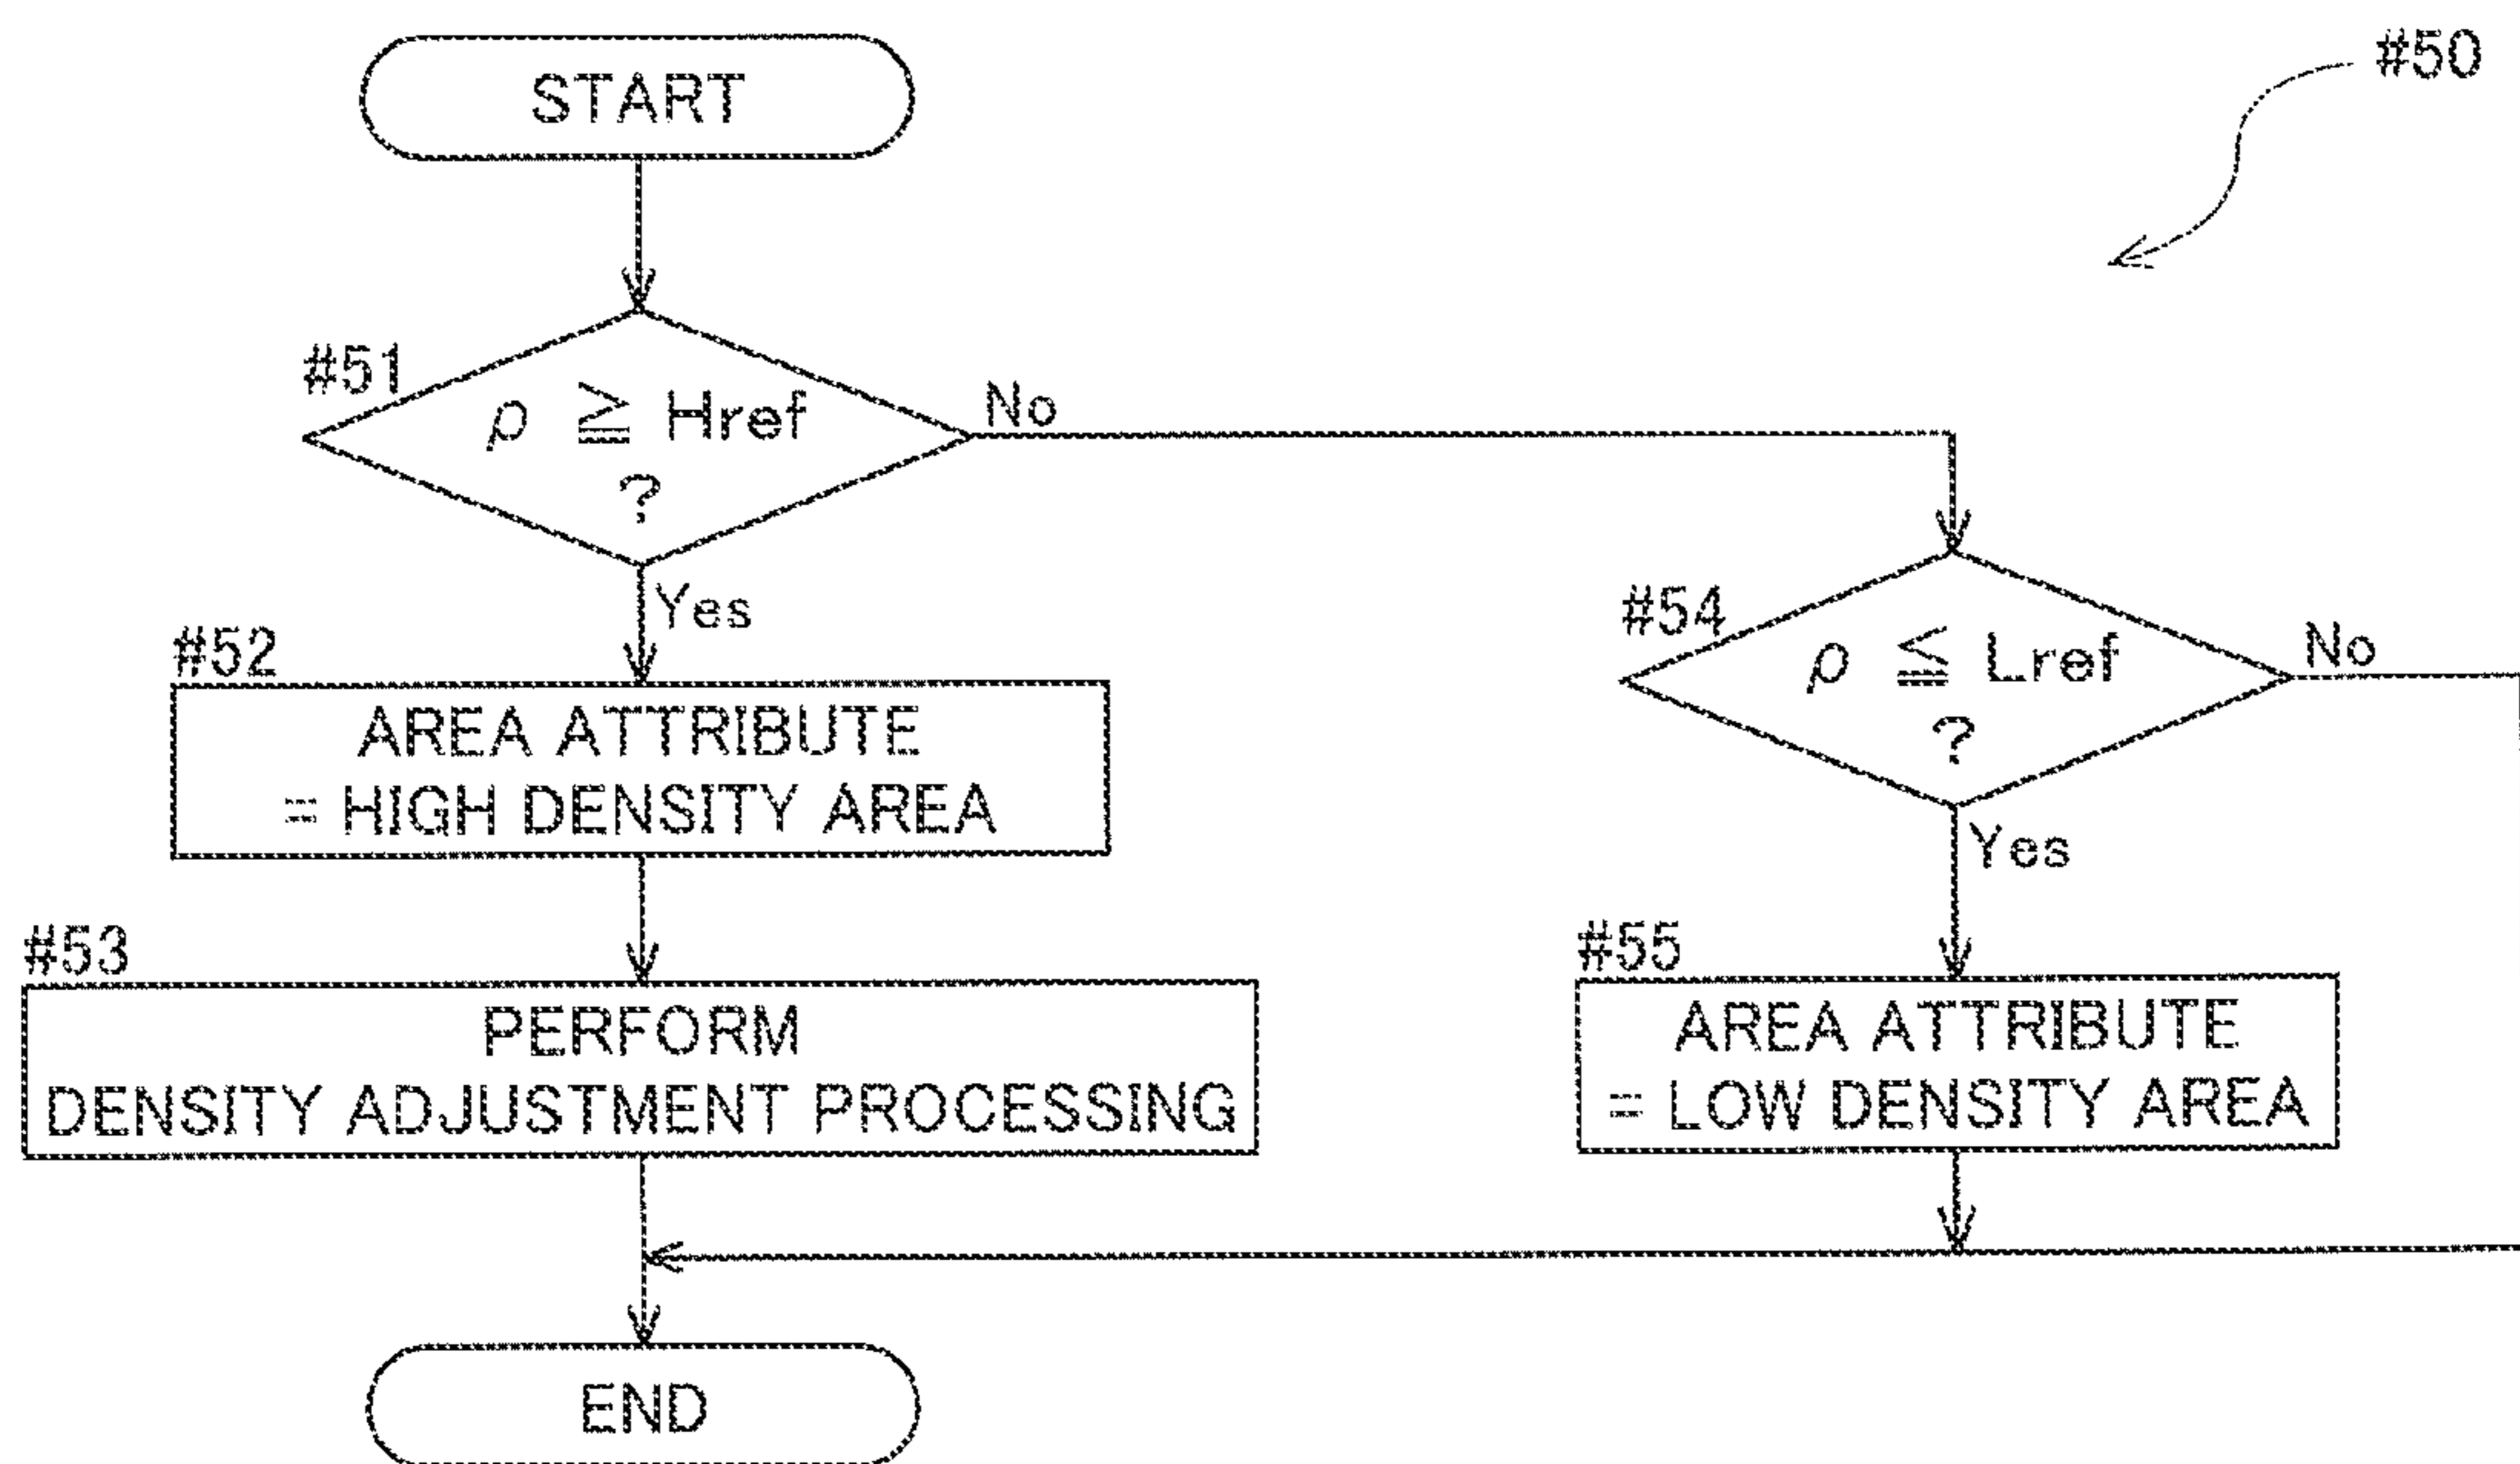 START
#50
#51
ρ ≧ Href
?
No
Yes
#52
AREA ATTRIBUTE
= HIGH DENSITY AREA
#53
PERFORM
DENSITY ADJUSTMENT PROCESSING
#54
ρ ≦ Lref
?
No
Yes
#55
AREA ATTRIBUTE
= LOW DENSITY AREA
END